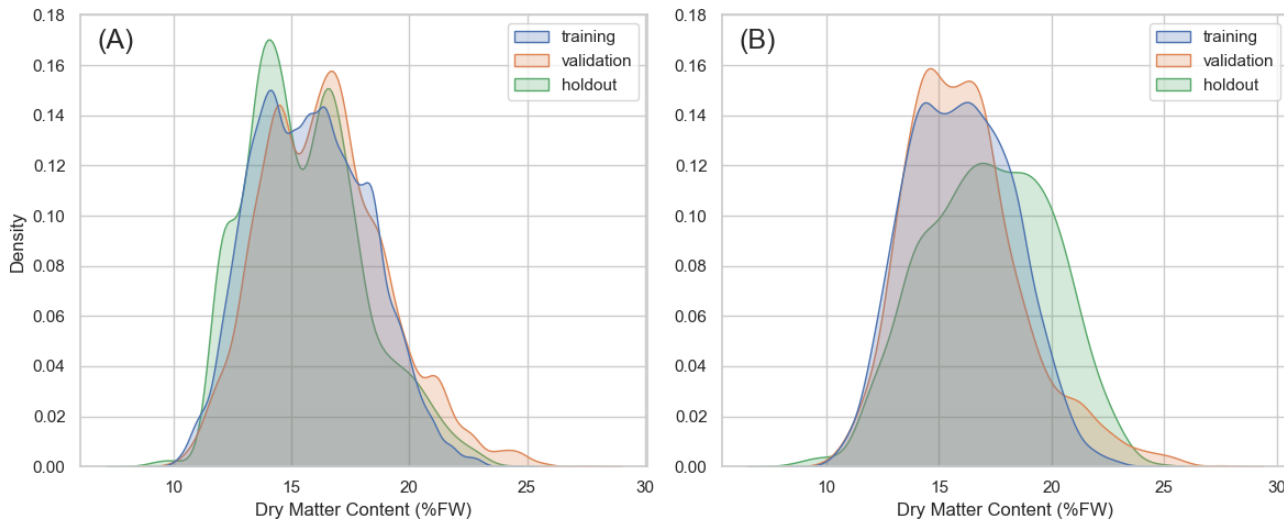 (A)
training
validation
holdout
0.18
0.16
0.14
0.12
0.10
0.08
0.06
0.04
0.02
0.00
Density
10 15 20 25 30
Dry Matter Content (%FW)
(B)
training
validation
holdout
0.18
0.16
0.14
0.12
0.10
0.08
0.06
0.04
0.02
0.00
10 15 20 25 30
Dry Matter Content (%FW)